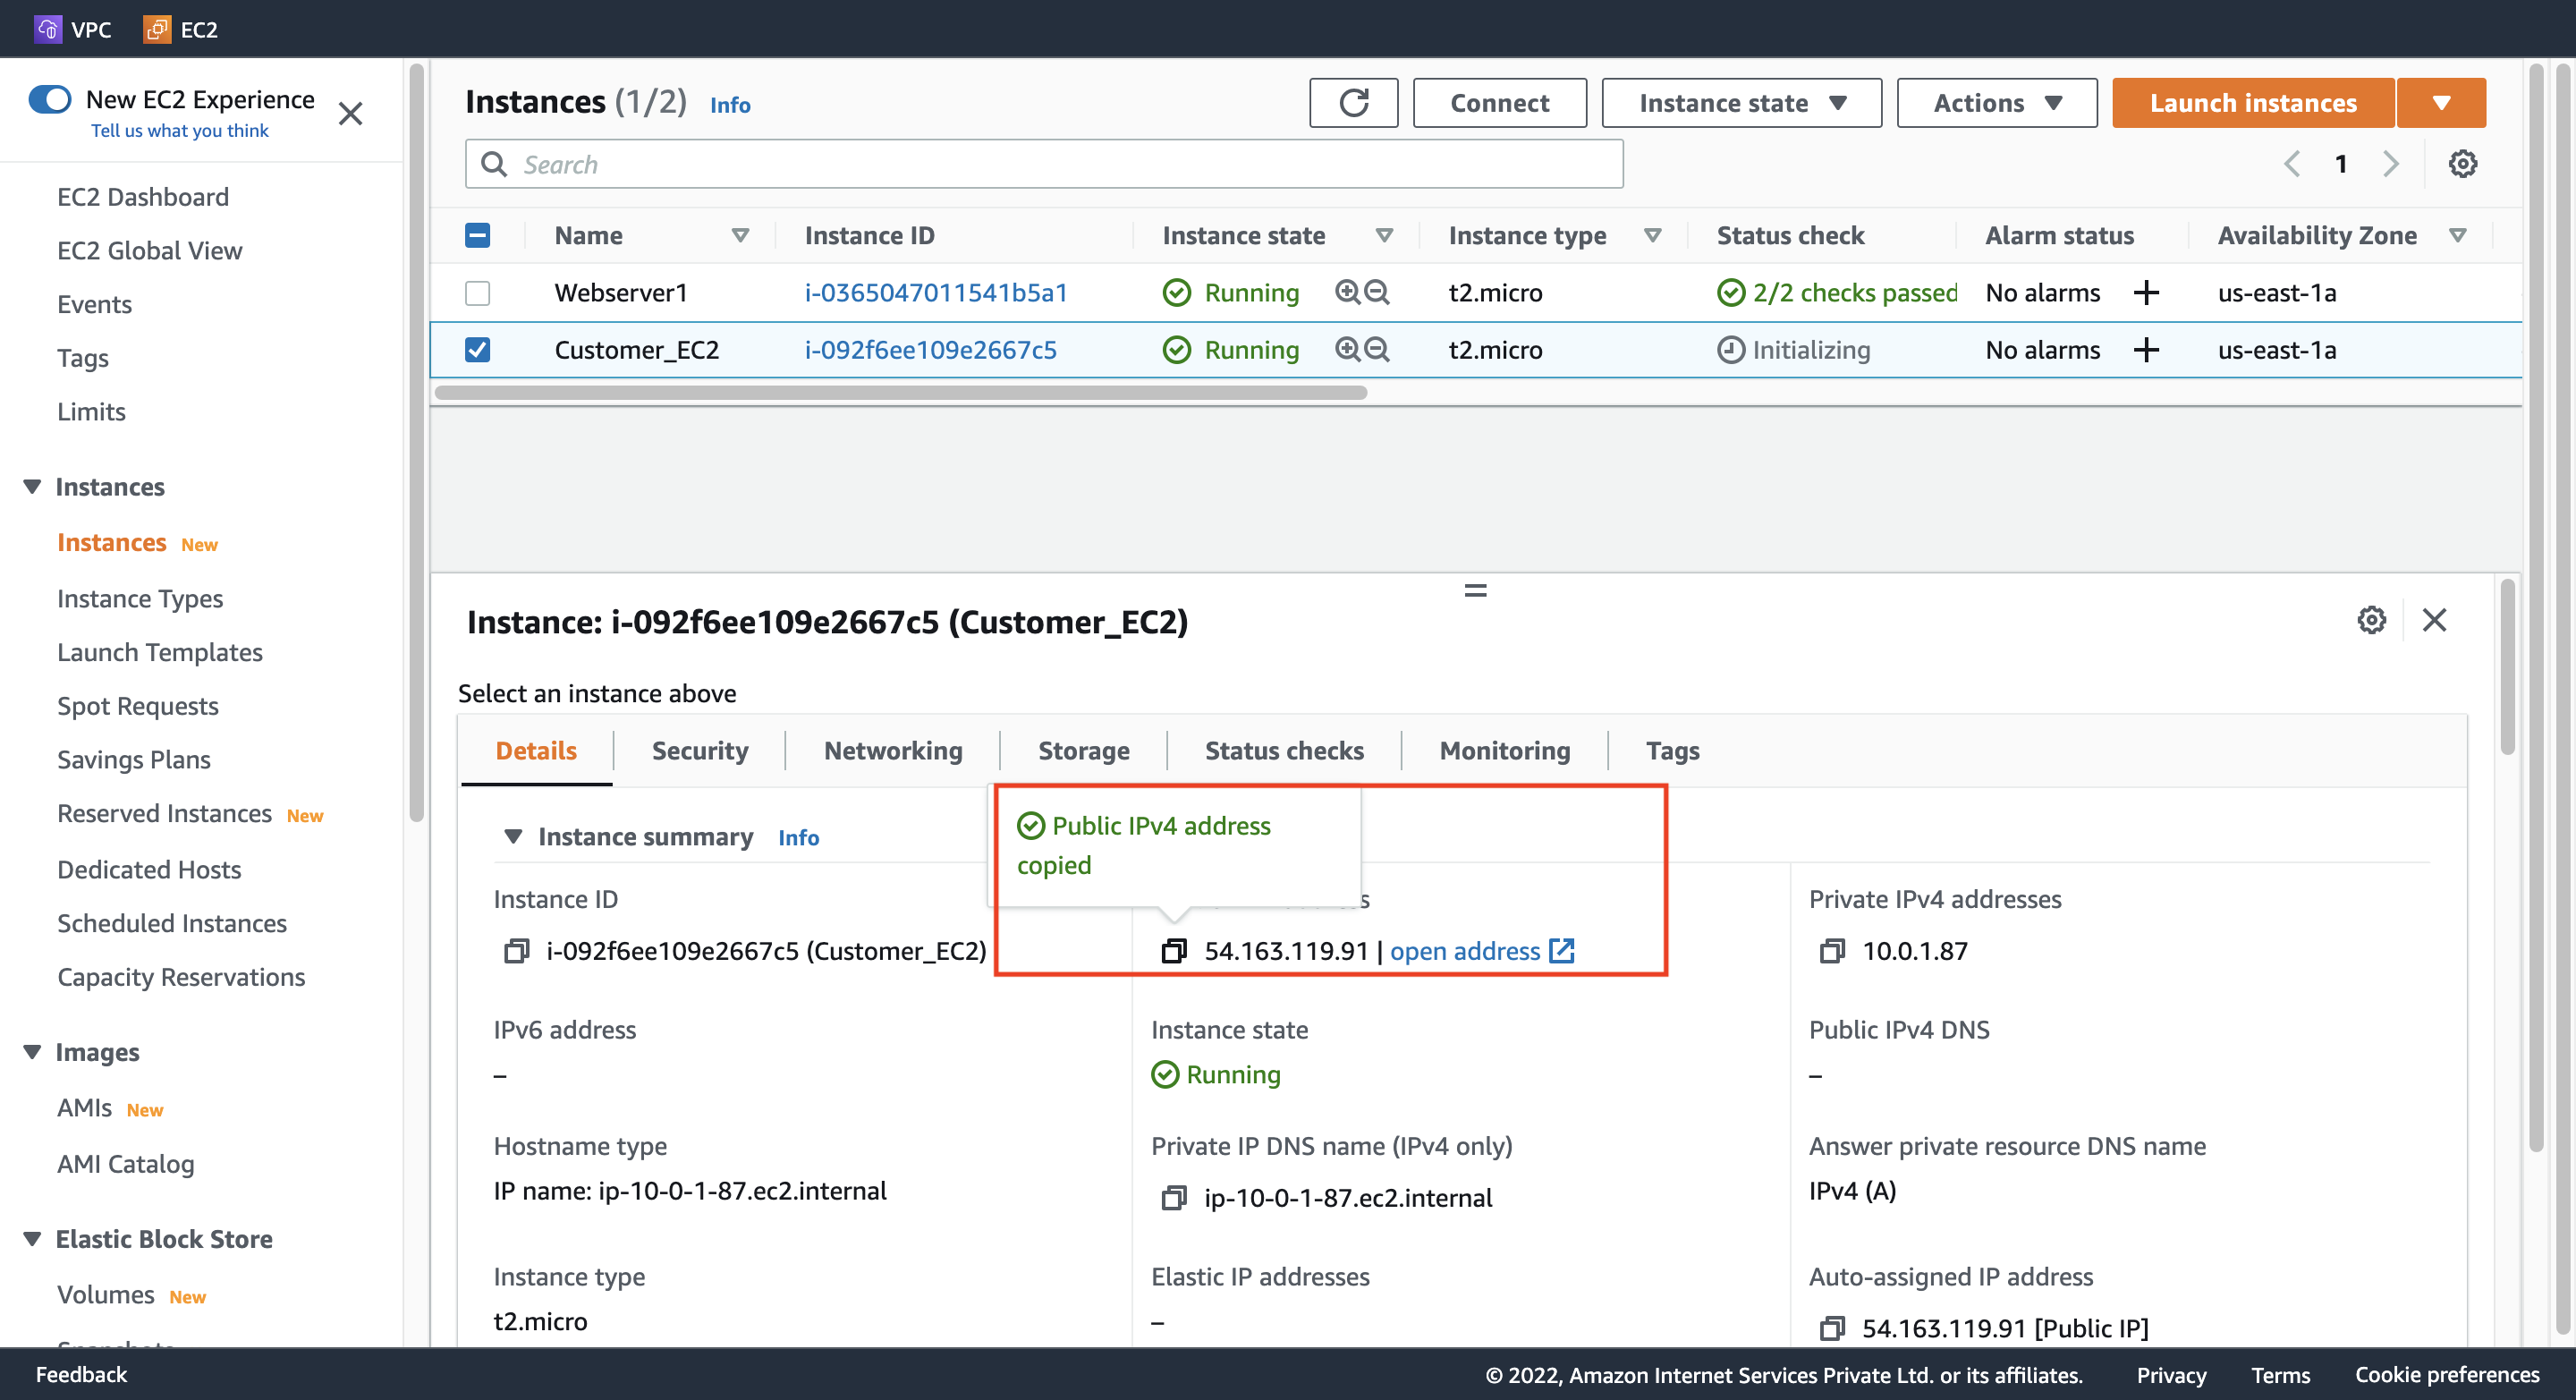 VPC EC2
New EC2 Experience
Tell us what you think
EC2 Dashboard
EC2 Global View
Events
Tags
Limits
Instances
Instances New
Instance Types
Launch Templates
Spot Requests
Savings Plans
Reserved Instances New
Dedicated Hosts
Scheduled Instances
Capacity Reservations
Images
AMIs New
AMI Catalog
Elastic Block Store
Volumes New
Instances (1/2) Info
Connect
Instance state
Actions
Launch instances
Search
1
Name Instance ID Instance state Instance type Status check Alarm status Availability Zone
Webserver1 i-0365047011541b5a1 Running t2.micro 2/2 checks passed No alarms + us-east-1a
Customer_EC2 i-092f6ee109e2667c5 Running t2.micro Initializing No alarms + us-east-1a
Instance: i-092f6ee109e2667c5 (Customer_EC2)
Select an instance above
Details Security Networking Storage Status checks Monitoring Tags
Public IPv4 address
copied
Instance summary Info
Instance ID
i-092f6ee109e2667c5 (Customer_EC2)
54.163.119.91 | open address
Private IPv4 addresses
10.0.1.87
IPv6 address
–
Instance state
Running
Public IPv4 DNS
–
Hostname type
IP name: ip-10-0-1-87.ec2.internal
Private IP DNS name (IPv4 only)
ip-10-0-1-87.ec2.internal
Answer private resource DNS name
IPv4 (A)
Instance type
t2.micro
Elastic IP addresses
–
Auto-assigned IP address
54.163.119.91 [Public IP]
Feedback
© 2022, Amazon Internet Services Private Ltd. or its affiliates. Privacy Terms Cookie preferences